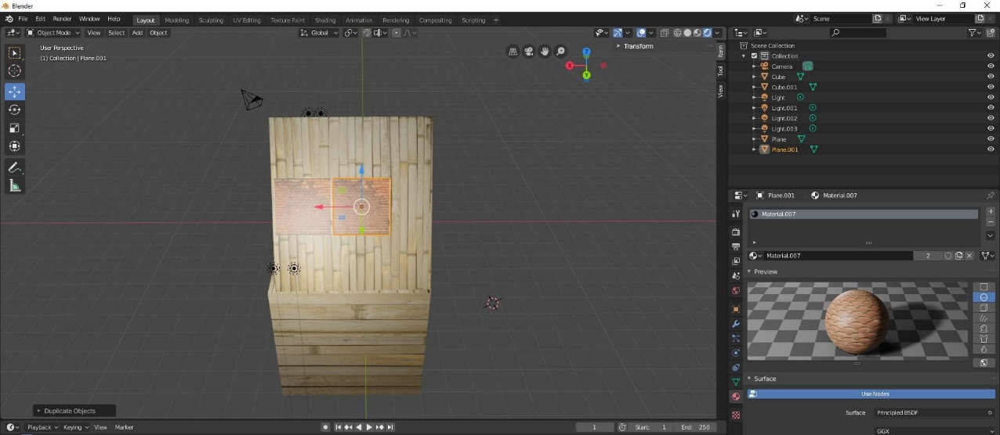 Blender
File Edit Render Window Help Layout Modeling Sculpting UV Editing Texture Paint Shading Animation Rendering Compositing Scripting + Scene View Layer
Object Mode View Select Add Object Global
User Perspective
(1) Collection | Plane.001
Transform
Item
Tool
View
X
Y
Z
Scene Collection
Collection
Camera
Cube
Cube.001
Light
Light.001
Light.002
Light.003
Plane
Plane.001
Plane.001 Material.007
Material.007
Material.007 2
Preview
Surface
Use Nodes
Surface Principled BSDF
GGX
Duplicate Objects
Playback Keying View Marker 1 Start: 1 End: 250